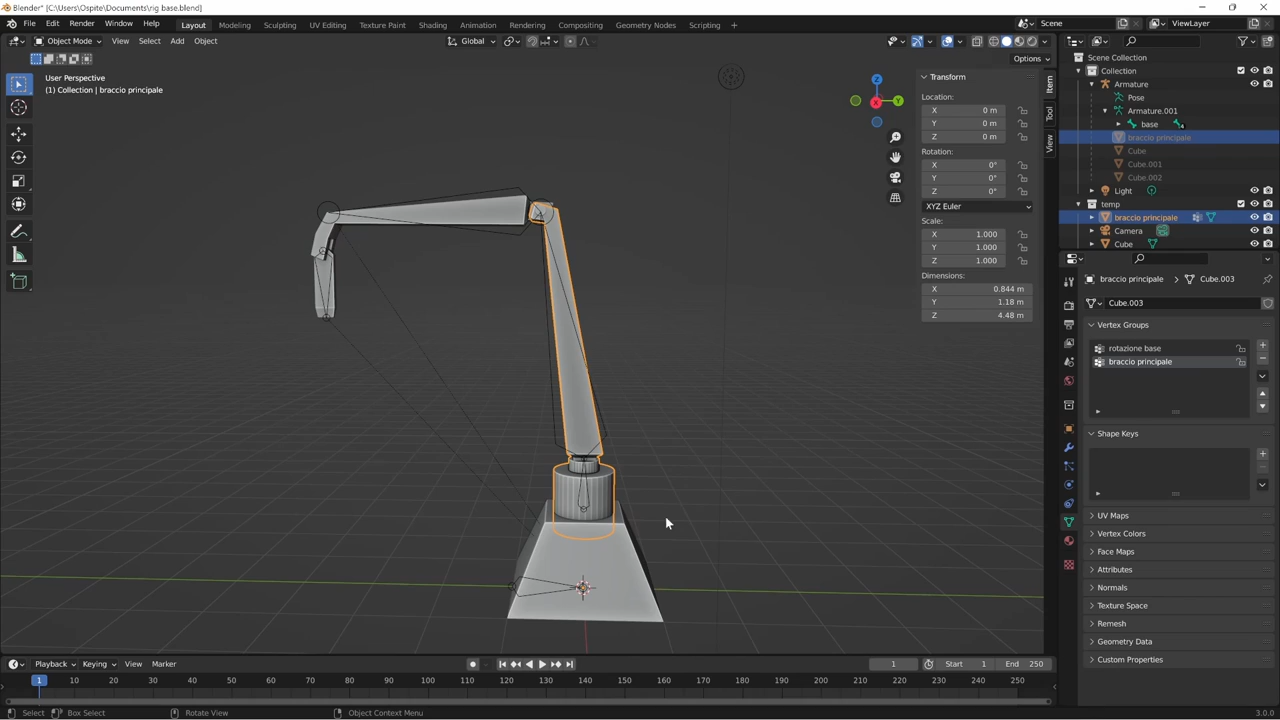 Blender* [C:\Users\Ospite\Documents\rig base.blend]
File Edit Render Window Help Layout Modeling Sculpting UV Editing Texture Paint Shading Animation Rendering Compositing Geometry Nodes Scripting + Scene ViewLayer
Object Mode View Select Add Object Global
Options
User Perspective
(1) Collection | braccio principale
Z
Y
X
Item
Tool
View
Transform
Location:
X 0 m
Y 0 m
Z 0 m
Rotation:
X 0°
Y 0°
Z 0°
XYZ Euler
Scale:
X 1.000
Y 1.000
Z 1.000
Dimensions:
X 0.844 m
Y 1.18 m
Z 4.48 m
Scene Collection
Collection
Armature
Pose
Armature.001
base 4
braccio principale
Cube
Cube.001
Cube.002
Light
temp
braccio principale
Camera
Cube
braccio principale Cube.003
Cube.003
Vertex Groups
rotazione base
braccio principale
Shape Keys
UV Maps
Vertex Colors
Face Maps
Attributes
Normals
Texture Space
Remesh
Geometry Data
Custom Properties
Playback Keying View Marker 1 Start 1 End 250
1 10 20 30 40 50 60 70 80 90 100 110 120 130 140 150 160 170 180 190 200 210 220 230 240 250
Select Box Select Rotate View Object Context Menu 3.0.0